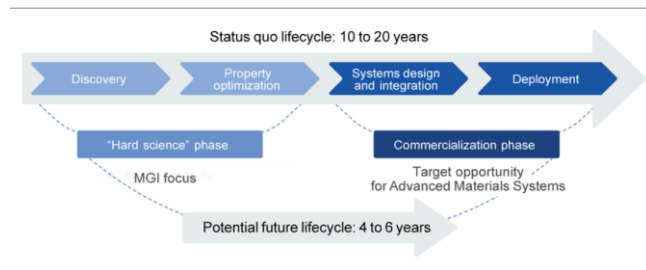 Status quo lifecycle: 10 to 20 years
Discovery
Property
optimization
Systems design
and integration
Deployment
"Hard science" phase
Commercialization phase
MGI focus
Target opportunity
for Advanced Materials Systems
Potential future lifecycle: 4 to 6 years